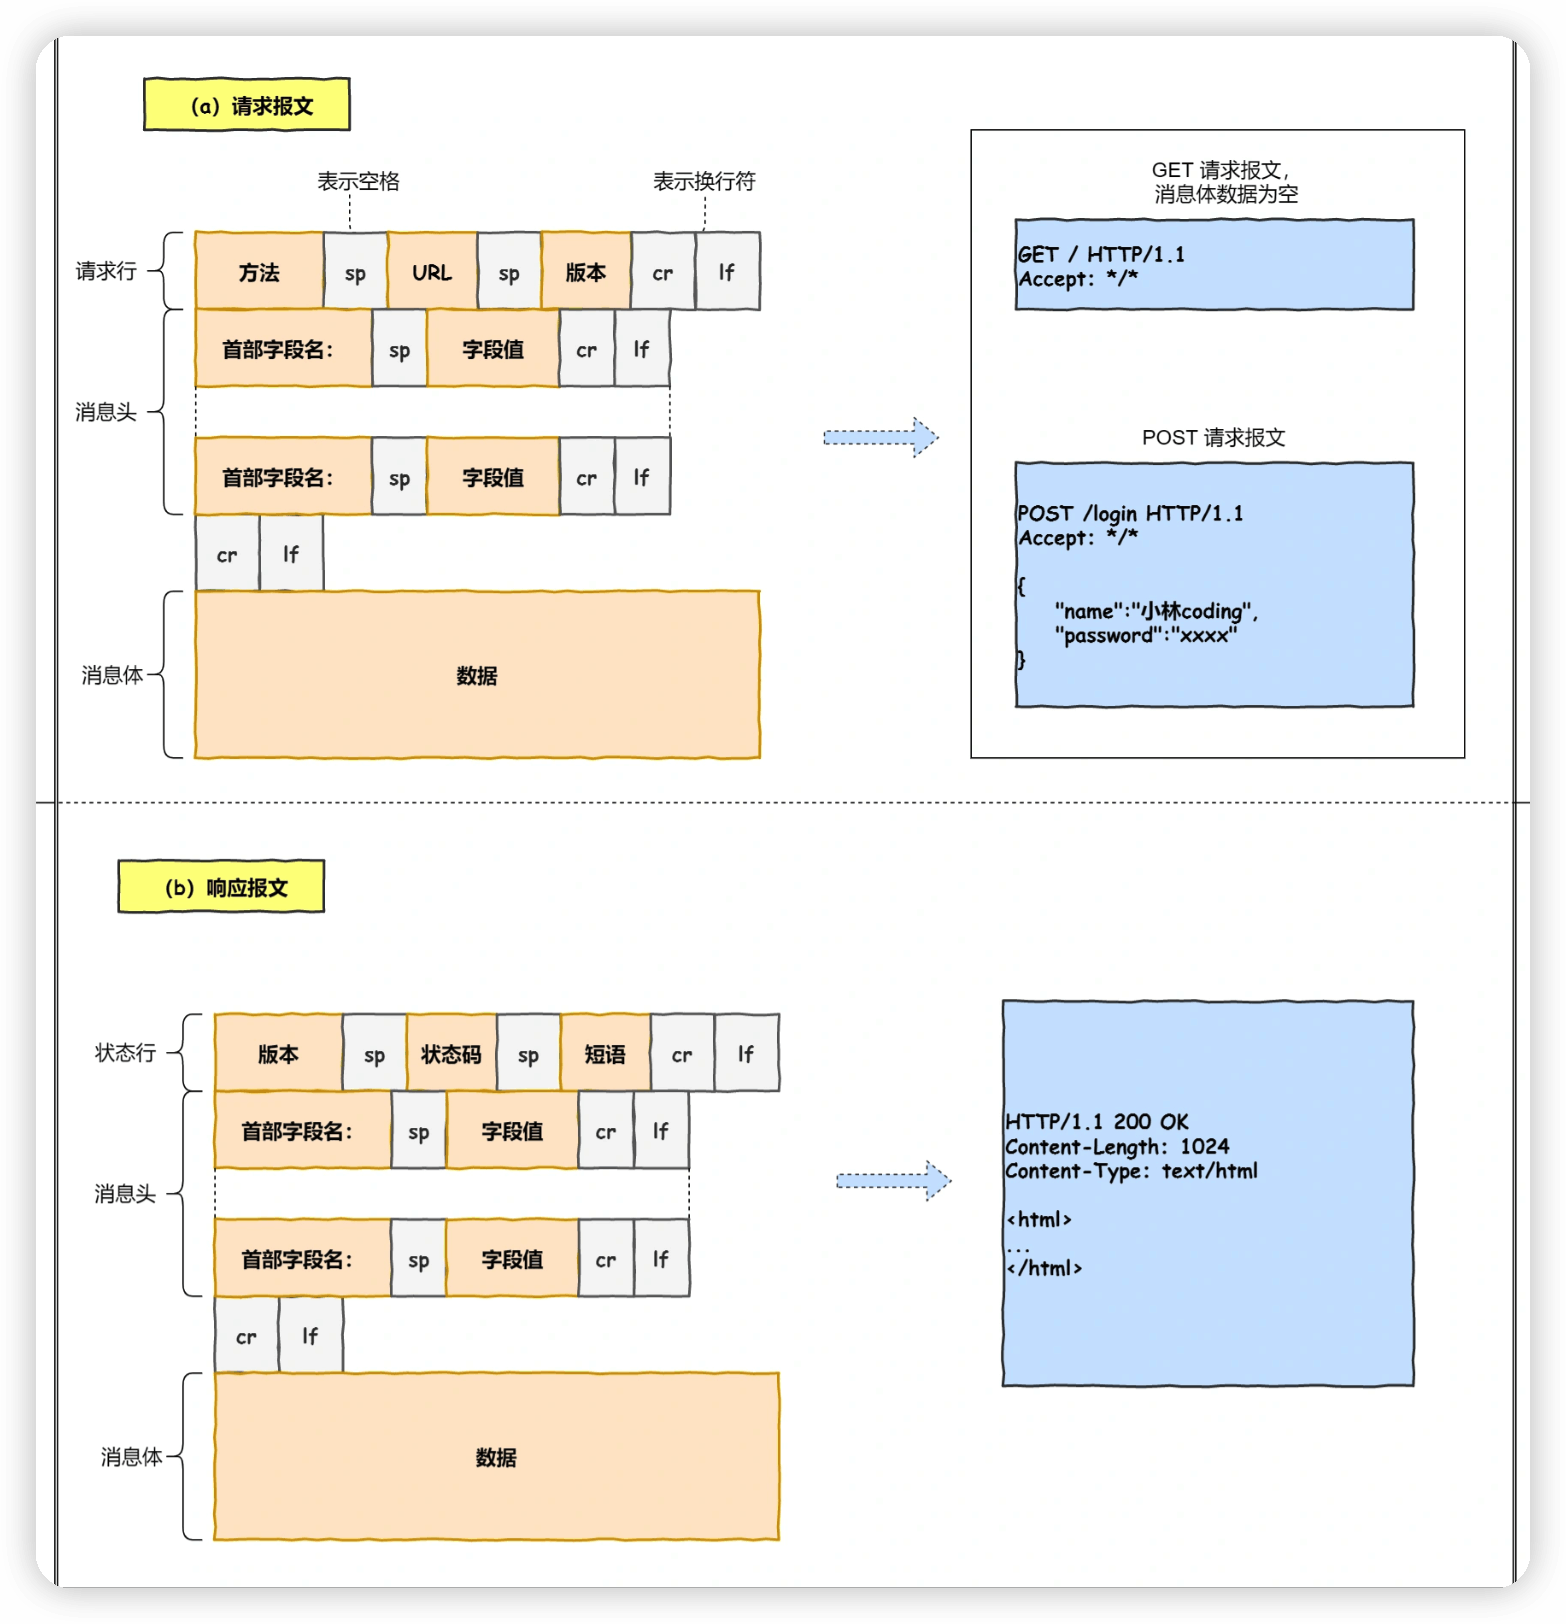 (a) 请求报文
表示空格
表示换行符
请求行
方法 sp URL sp 版本 cr lf
消息头
首部字段名: sp 字段值 cr lf
首部字段名: sp 字段值 cr lf
cr lf
消息体
数据
GET 请求报文,
消息体数据为空
GET / HTTP/1.1
Accept: */*
POST 请求报文
POST /login HTTP/1.1
Accept: */*
{
"name":"小林coding",
"password":"xxxx"
}
(b) 响应报文
状态行
版本 sp 状态码 sp 短语 cr lf
消息头
首部字段名: sp 字段值 cr lf
首部字段名: sp 字段值 cr lf
cr lf
消息体
数据
HTTP/1.1 200 OK
Content-Length: 1024
Content-Type: text/html
<html>
...
</html>